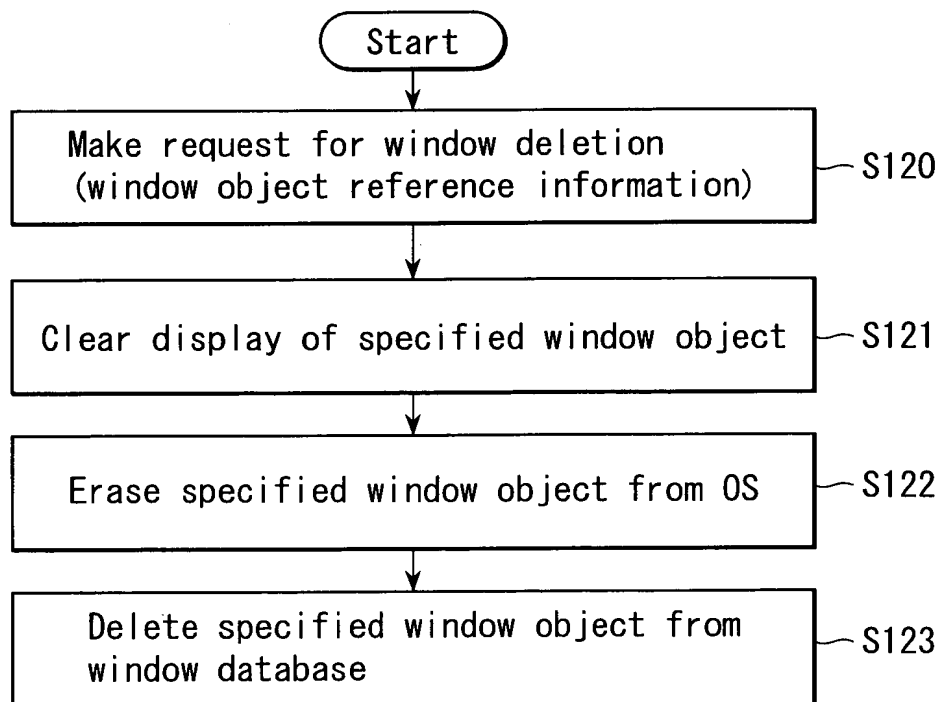 Start
Make request for window deletion
(window object reference information)
S120
Clear display of specified window object
S121
Erase specified window object from OS
S122
Delete specified window object from
window database
S123